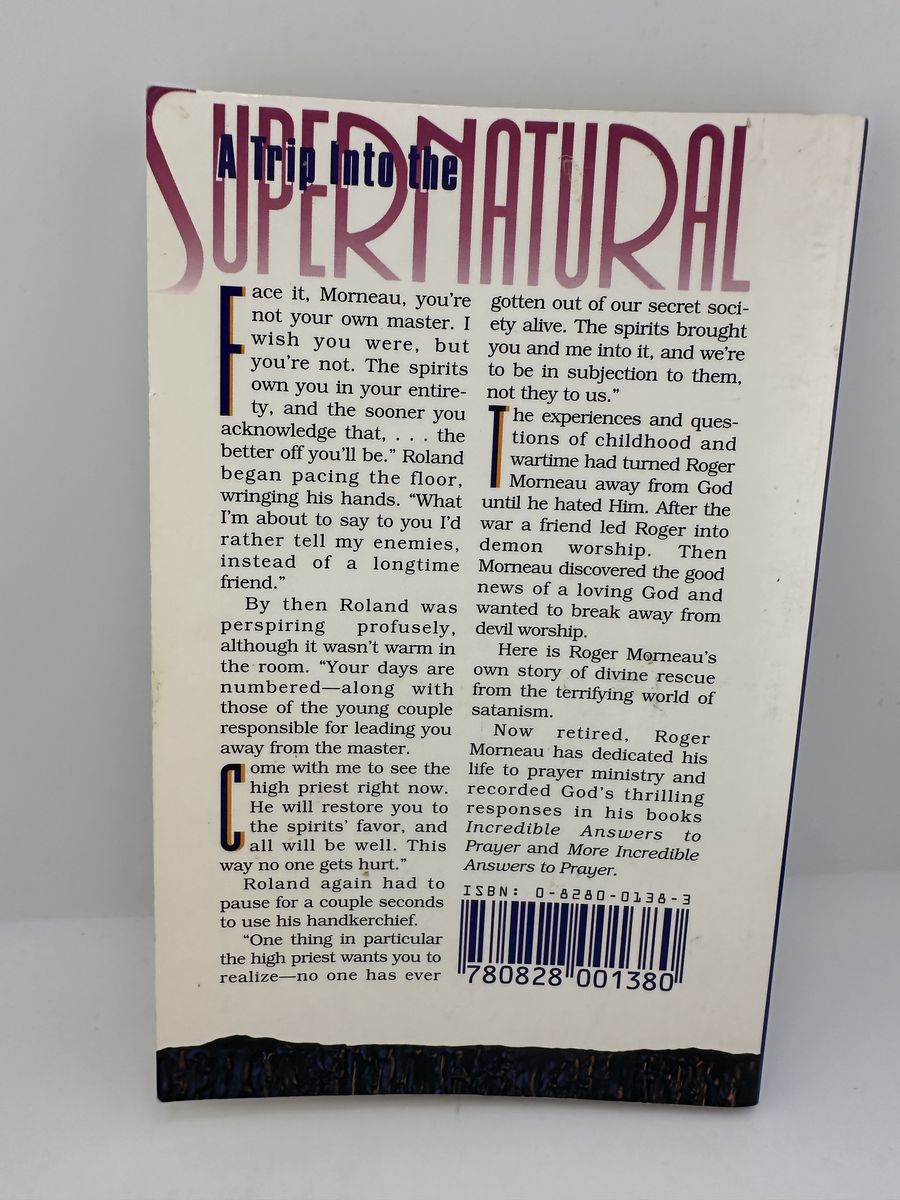 A Trip Into the
SUPERNATURAL
Face it, Morneau, you're
not your own master. I
wish you were, but
you're not. The spirits
own you in your entire-
ty, and the sooner you
acknowledge that, . . . the
better off you'll be.” Roland
began pacing the floor,
wringing his hands. “What
I'm about to say to you I'd
rather tell my enemies,
instead of a longtime
friend.”
By then Roland was
perspiring profusely,
although it wasn't warm in
the room. “Your days are
numbered—along with
those of the young couple
responsible for leading you
away from the master.
Come with me to see the
high priest right now.
He will restore you to
the spirits' favor, and
all will be well. This
way no one gets hurt.”
Roland again had to
pause for a couple seconds
to use his handkerchief.
“One thing in particular
the high priest wants you to
realize—no one has ever
gotten out of our secret soci-
ety alive. The spirits brought
you and me into it, and we're
to be in subjection to them,
not they to us.”
The experiences and ques-
tions of childhood and
wartime had turned Roger
Morneau away from God
until he hated Him. After the
war a friend led Roger into
demon worship. Then
Morneau discovered the good
news of a loving God and
wanted to break away from
devil worship.
Here is Roger Morneau's
own story of divine rescue
from the terrifying world of
satanism.
Now retired, Roger
Morneau has dedicated his
life to prayer ministry and
recorded God's thrilling
responses in his books
Incredible Answers to
Prayer and More Incredible
Answers to Prayer.
ISBN: 0-8280-0138-3
780828 001380